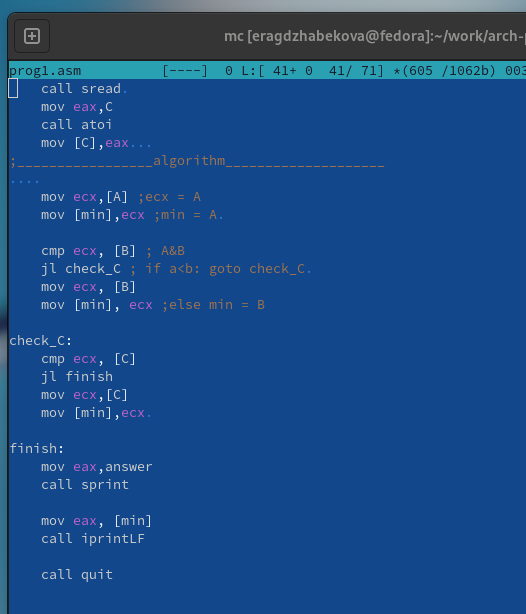 mc [eragdzhabekova@fedora]:~/work/arch-
prog1.asm [----] 0 L:[ 41+ 0 41/ 71] *(605 /1062b) 003
call sread.
mov eax,C
call atoi
mov [C],eax...
;_________________algorithm____________________
....
mov ecx,[A] ;ecx = A
mov [min],ecx ;min = A.
cmp ecx, [B] ; A&B
jl check_C ; if a<b: goto check_C.
mov ecx, [B]
mov [min], ecx ;else min = B
check_C:
cmp ecx, [C]
jl finish
mov ecx,[C]
mov [min],ecx.
finish:
mov eax,answer
call sprint
mov eax, [min]
call iprintLF
call quit